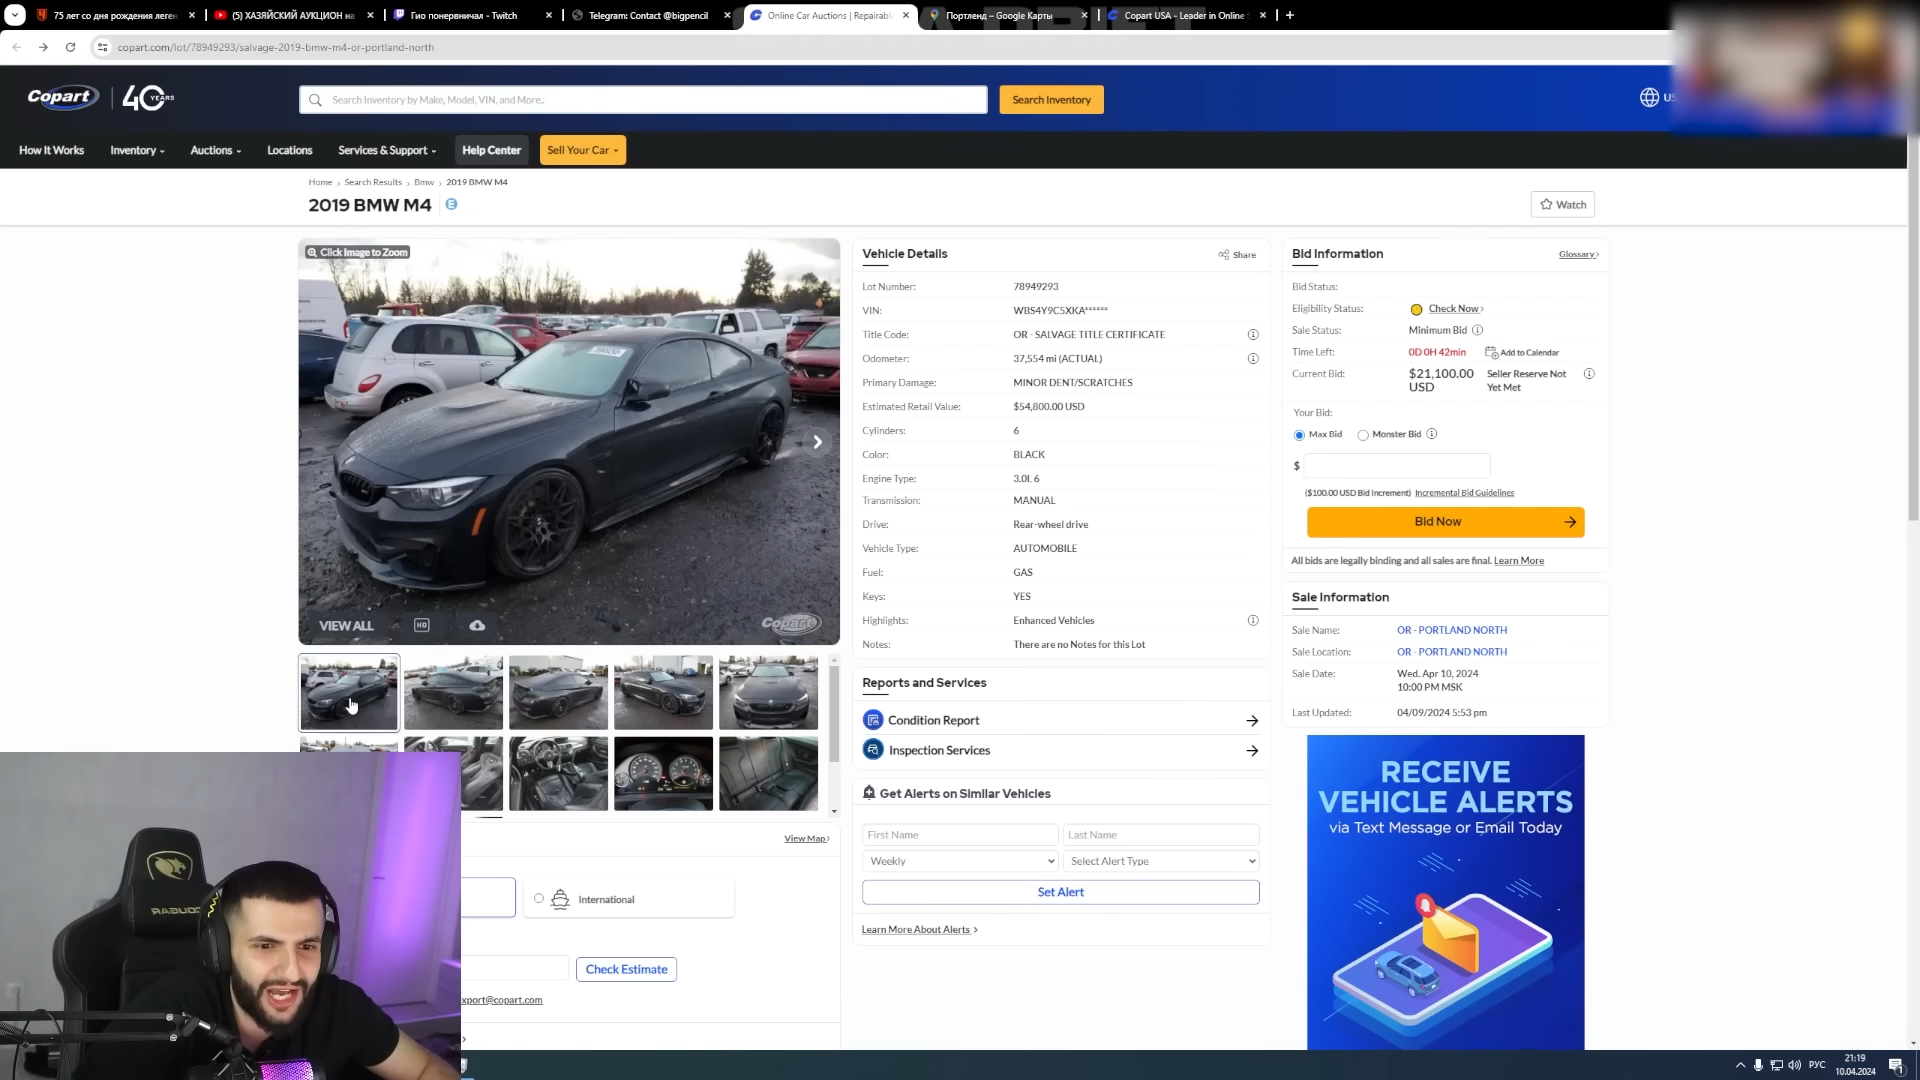 75 лет со дня рождения леген
(5) ХАЗЯЙСКИЙ АУКЦИОН на
Гио понервничал - Twitch
Telegram: Contact @bigpencil
Online Car Auctions | Repairabl
Портленд – Google Карты
Copart USA - Leader in Online
copart.com/lot/78949293/salvage-2019-bmw-m4-or-portland-north
Copart
40 YEARS
Search Inventory by Make, Model, VIN, and More..
Search Inventory
US
How It Works
Inventory
Auctions
Locations
Services & Support
Help Center
Sell Your Car
Home › Search Results › Bmw › 2019 BMW M4
2019 BMW M4
E
Watch
Click Image to Zoom
VIEW ALL
HD
Copart
View Map
International
Check Estimate
xport@copart.com
Vehicle Details
Share
Lot Number: 78949293
VIN: WBS4Y9C5XKA******
Title Code: OR - SALVAGE TITLE CERTIFICATE
Odometer: 37,554 mi (ACTUAL)
Primary Damage: MINOR DENT/SCRATCHES
Estimated Retail Value: $54,800.00 USD
Cylinders: 6
Color: BLACK
Engine Type: 3.0L 6
Transmission: MANUAL
Drive: Rear-wheel drive
Vehicle Type: AUTOMOBILE
Fuel: GAS
Keys: YES
Highlights: Enhanced Vehicles
Notes: There are no Notes for this Lot
Reports and Services
Condition Report
Inspection Services
Get Alerts on Similar Vehicles
First Name
Last Name
Weekly
Select Alert Type
Set Alert
Learn More About Alerts
Bid Information
Glossary
Bid Status:
Eligibility Status: Check Now
Sale Status: Minimum Bid
Time Left: 0D 0H 42min Add to Calendar
Current Bid: $21,100.00 USD Seller Reserve Not Yet Met
Your Bid:
Max Bid
Monster Bid
$
($100.00 USD Bid Increment) Incremental Bid Guidelines
Bid Now
All bids are legally binding and all sales are final. Learn More
Sale Information
Sale Name: OR - PORTLAND NORTH
Sale Location: OR - PORTLAND NORTH
Sale Date: Wed. Apr 10, 2024
10:00 PM MSK
Last Updated: 04/09/2024 5:53 pm
RECEIVE
VEHICLE ALERTS
via Text Message or Email Today
COUGAR
РУС
21:19
10.04.2024
1